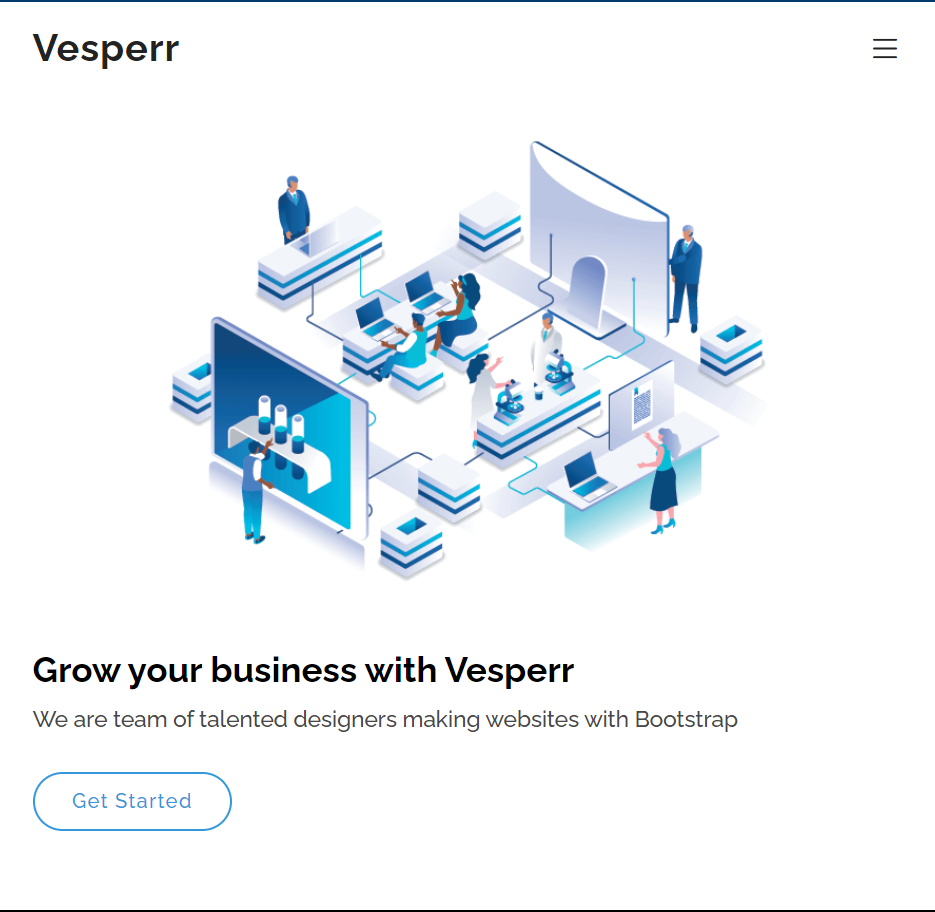 Vesperr
Grow your business with Vesperr
We are team of talented designers making websites with Bootstrap
Get Started